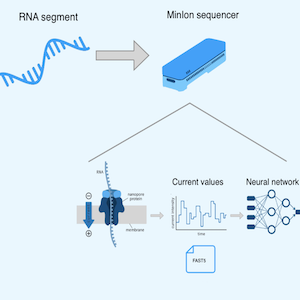 RNA segment
MinIon sequencer
RNA
nanopore
protein
membrane
Current values
current intensity
time
Neural network
FAST5